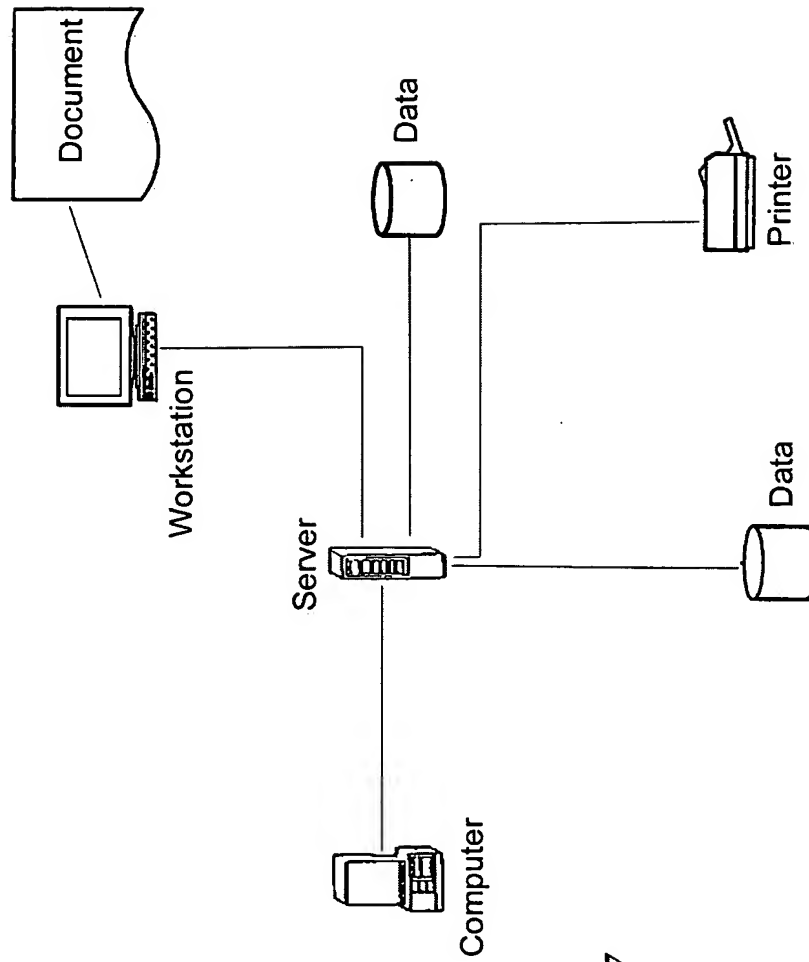 Document
Workstation
Data
Server
Printer
Data
Computer